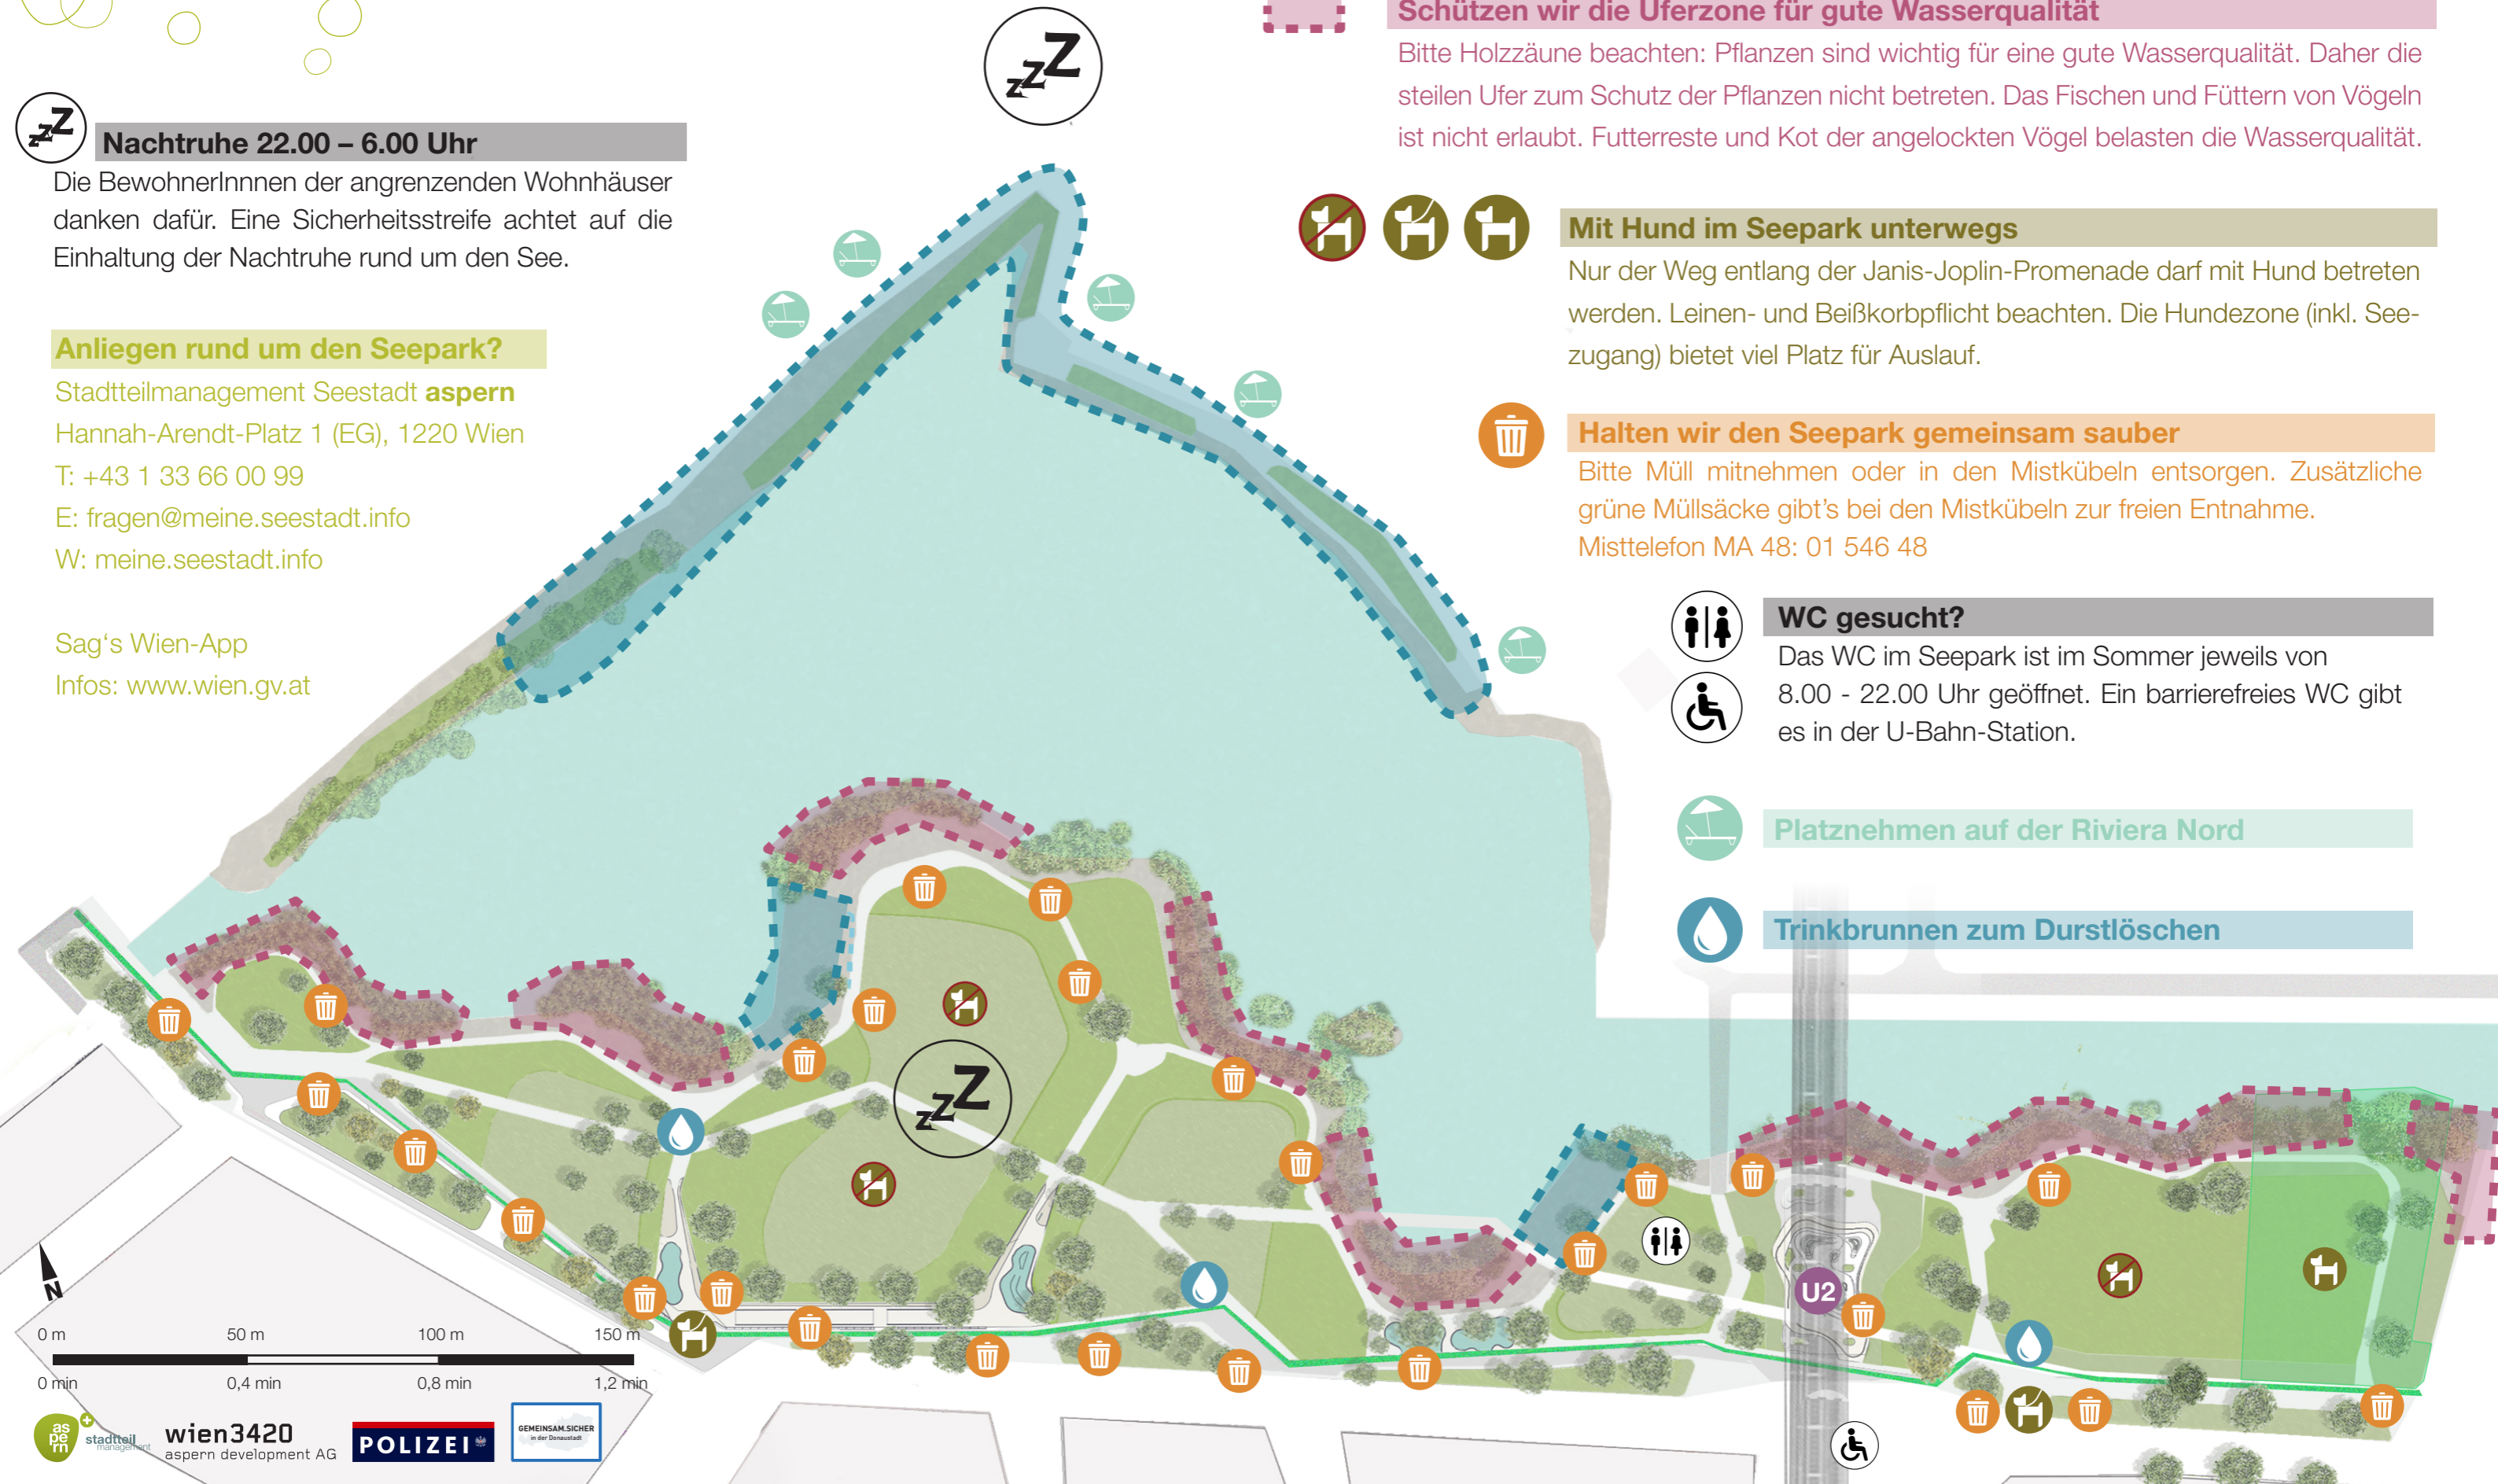 Schützen wir die Uferzone für gute Wasserqualität
Bitte Holzzäune beachten: Pflanzen sind wichtig für eine gute Wasserqualität. Daher die
steilen Ufer zum Schutz der Pflanzen nicht betreten. Das Fischen und Füttern von Vögeln
ist nicht erlaubt. Futterreste und Kot der angelockten Vögel belasten die Wasserqualität.
zzZ
zzZ
Nachtruhe 22.00 – 6.00 Uhr
Die BewohnerInnnen der angrenzenden Wohnhäuser
danken dafür. Eine Sicherheitsstreife achtet auf die
Einhaltung der Nachtruhe rund um den See.
Anliegen rund um den Seepark?
Stadtteilmanagement Seestadt aspern
Hannah-Arendt-Platz 1 (EG), 1220 Wien
T: +43 1 33 66 00 99
E: fragen@meine.seestadt.info
W: meine.seestadt.info
Sag's Wien-App
Infos: www.wien.gv.at
Mit Hund im Seepark unterwegs
Nur der Weg entlang der Janis-Joplin-Promenade darf mit Hund betreten
werden. Leinen- und Beißkorbpflicht beachten. Die Hundezone (inkl. See-
zugang) bietet viel Platz für Auslauf.
Halten wir den Seepark gemeinsam sauber
Bitte Müll mitnehmen oder in den Mistkübeln entsorgen. Zusätzliche
grüne Müllsäcke gibt's bei den Mistkübeln zur freien Entnahme.
Misttelefon MA 48: 01 546 48
WC gesucht?
Das WC im Seepark ist im Sommer jeweils von
8.00 - 22.00 Uhr geöffnet. Ein barrierefreies WC gibt
es in der U-Bahn-Station.
Platznehmen auf der Riviera Nord
Trinkbrunnen zum Durstlöschen
zzZ
U2
N
0 m 50 m 100 m 150 m
0 min 0,4 min 0,8 min 1,2 min
aspern
stadtteil
management
wien3420
aspern development AG
POLIZEI
GEMEINSAM.SICHER
in der Donaustadt